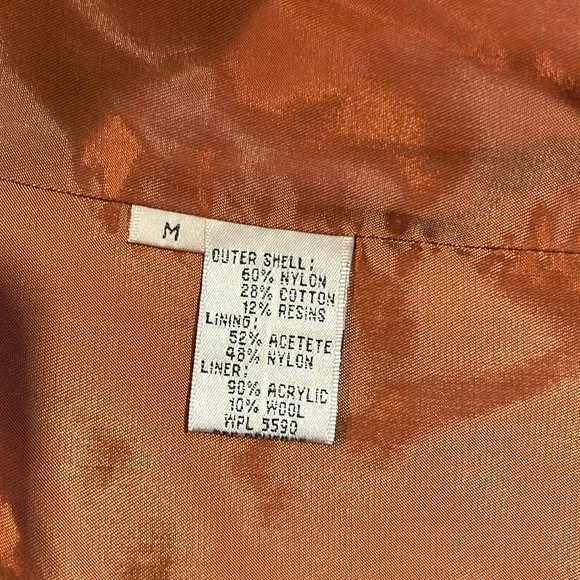 M
OUTER SHELL:
60% NYLON
28% COTTON
12% RESINS
LINING:
52% ACETETE
48% NYLON
LINER:
90% ACRYLIC
10% WOOL
WPL 5590